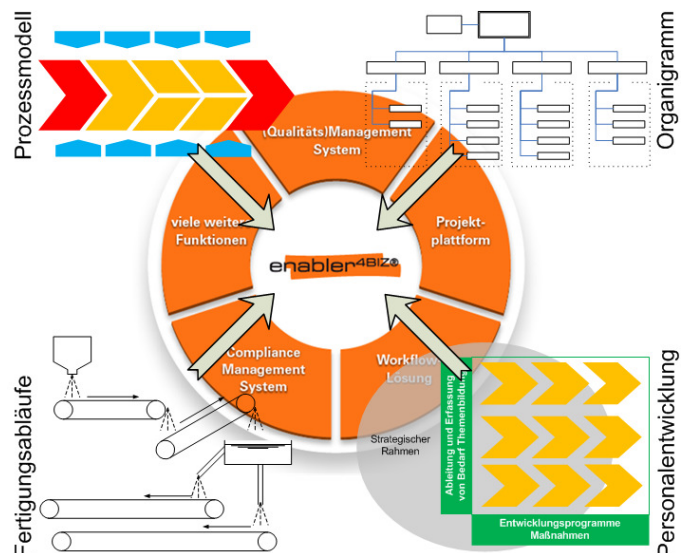 Prozessmodell
Organigramm
(Qualitäts)Management
System
viele weitere
Funktionen
Projekt-
plattform
enabler4BIZ®
Compliance
Management
System
Workflow
Lösung
Strategischer
Rahmen
Ableitung und Erfassung
von Bedarf Themenbildung
Entwicklungsprogramme
Maßnahmen
Fertigungsabläufe
Personalentwicklung